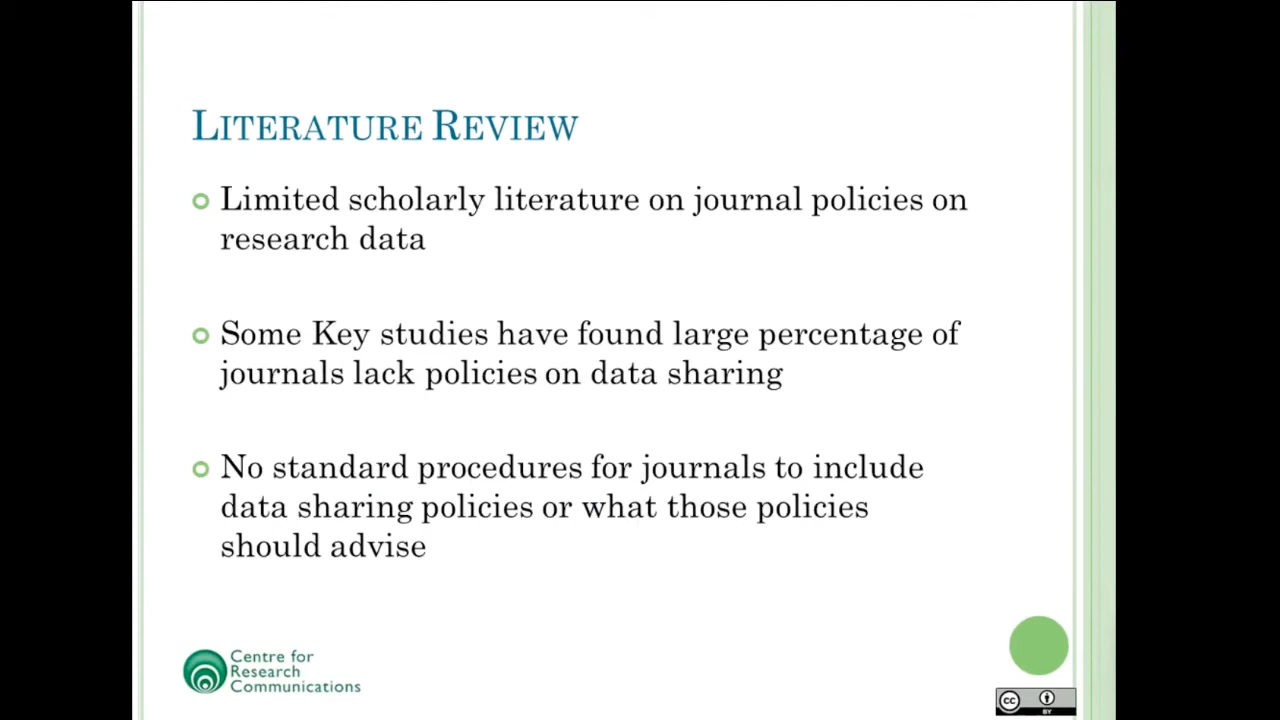 LITERATURE REVIEW
Limited scholarly literature on journal policies on
research data
Some Key studies have found large percentage of
journals lack policies on data sharing
No standard procedures for journals to include
data sharing policies or what those policies
should advise
Centre for
Research
Communications
cc
BY